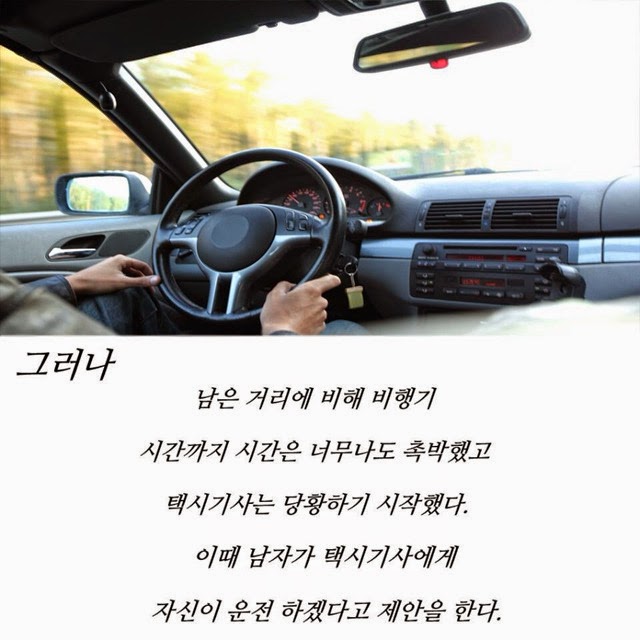 그러나
남은 거리에 비해 비행기
시간까지 시간은 너무나도 촉박했고
택시기사는 당황하기 시작했다.
이때 남자가 택시기사에게
자신이 운전 하겠다고 제안을 한다.